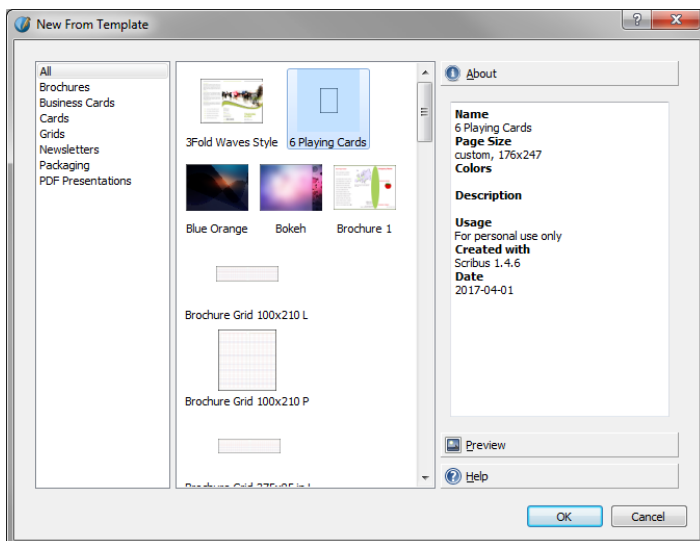 New From Template
All
Brochures
Business Cards
Cards
Grids
Newsletters
Packaging
PDF Presentations
3Fold Waves Style
6 Playing Cards
Blue Orange
Bokeh
Brochure 1
Brochure Grid 100x210 L
Brochure Grid 100x210 P
About
Name
6 Playing Cards
Page Size
custom, 176x247
Colors
Description
Usage
For personal use only
Created with
Scribus 1.4.6
Date
2017-04-01
Preview
Help
OK
Cancel